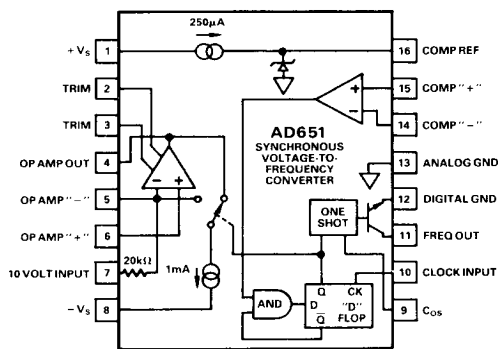 250μA
+VS 1
TRIM 2
TRIM 3
OP AMP OUT 4
OP AMP "−" 5
OP AMP "+" 6
10 VOLT INPUT 7
−VS 8
16 COMP REF
15 COMP "+"
14 COMP "−"
13 ANALOG GND
12 DIGITAL GND
11 FREQ OUT
10 CLOCK INPUT
9 COS
AD651
SYNCHRONOUS
VOLTAGE-TO-
FREQUENCY
CONVERTER
− +
+
−
20kΩ
1mA
ONE
SHOT
AND
Q CK
D "D"
Q̅ FLOP